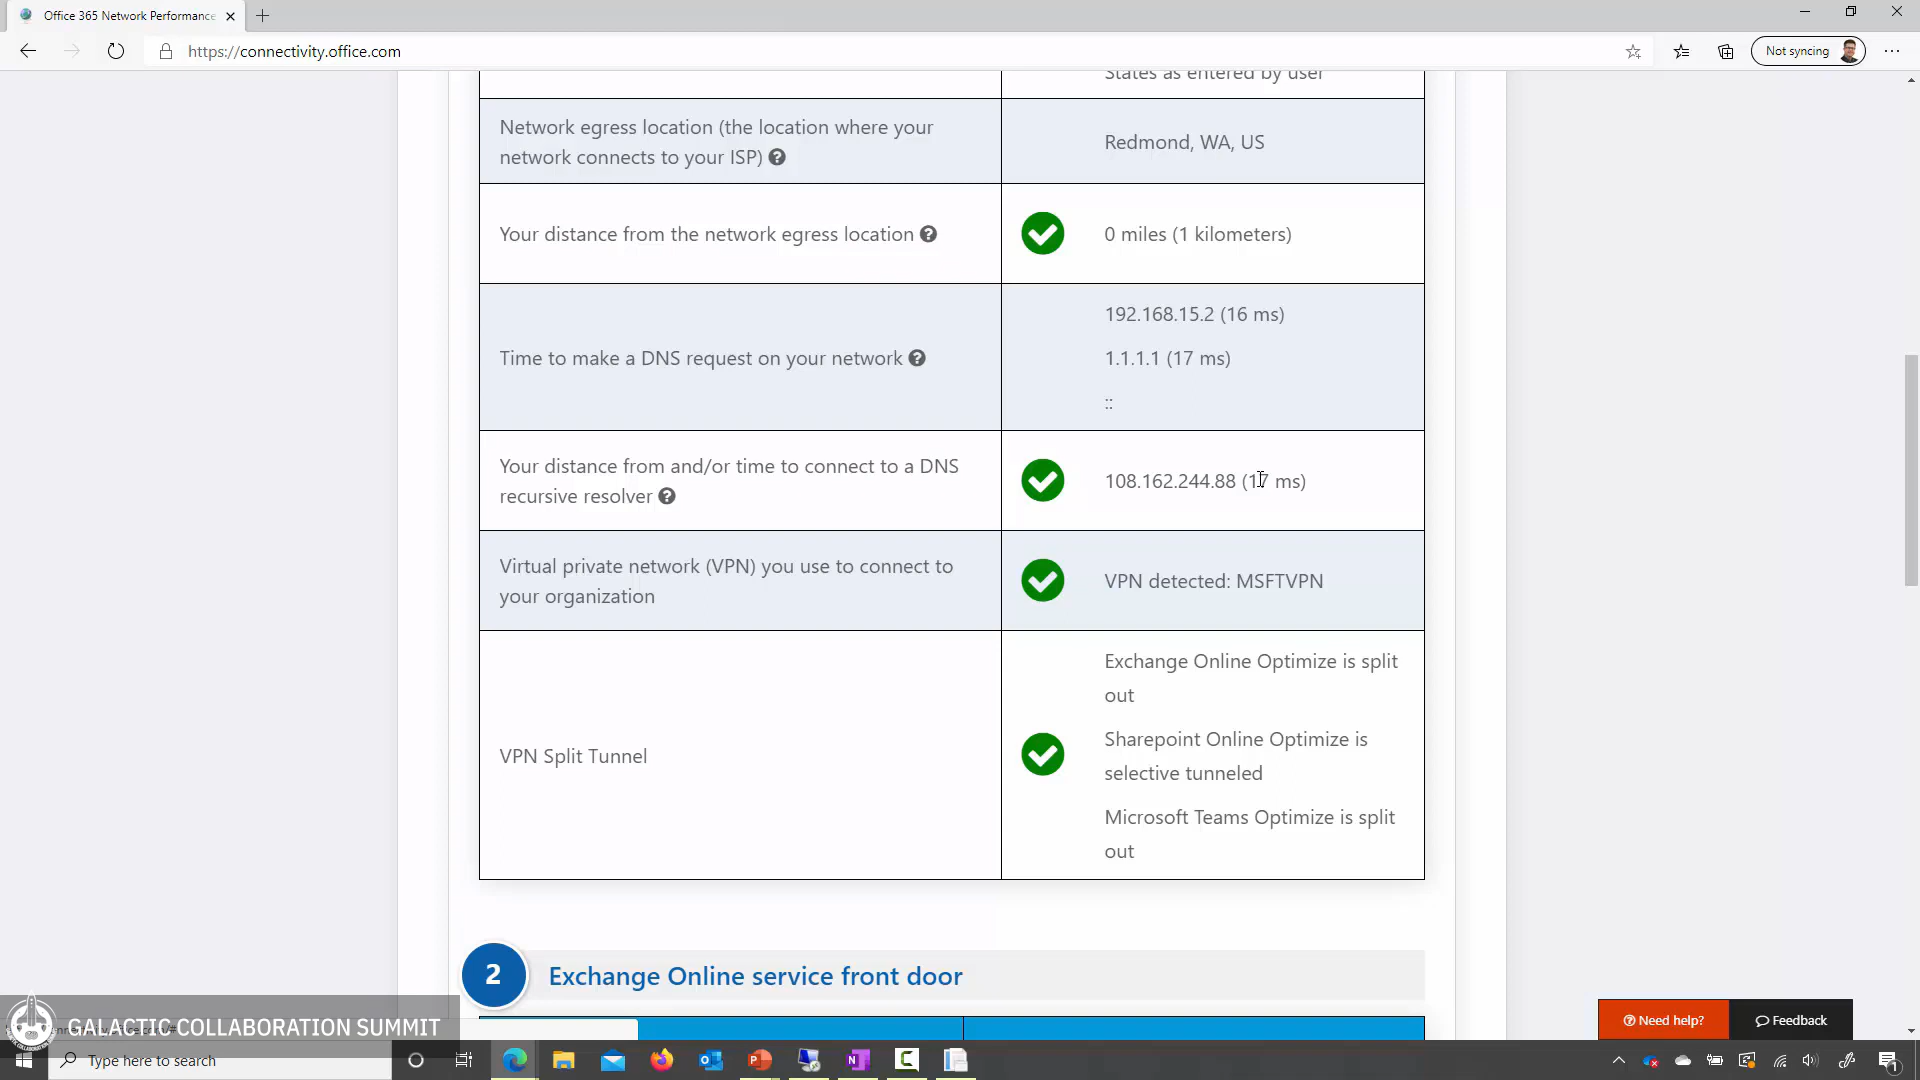 Office 365 Network Performance
https://connectivity.office.com
Not syncing
States as entered by user
Network egress location (the location where your
network connects to your ISP)
Redmond, WA, US
Your distance from the network egress location
0 miles (1 kilometers)
Time to make a DNS request on your network
192.168.15.2 (16 ms)
1.1.1.1 (17 ms)
::
Your distance from and/or time to connect to a DNS
recursive resolver
108.162.244.88 (17 ms)
Virtual private network (VPN) you use to connect to
your organization
VPN detected: MSFTVPN
VPN Split Tunnel
Exchange Online Optimize is split
out
Sharepoint Online Optimize is
selective tunneled
Microsoft Teams Optimize is split
out
2
Exchange Online service front door
GALACTIC COLLABORATION SUMMIT
Need help?
Feedback
Type here to search